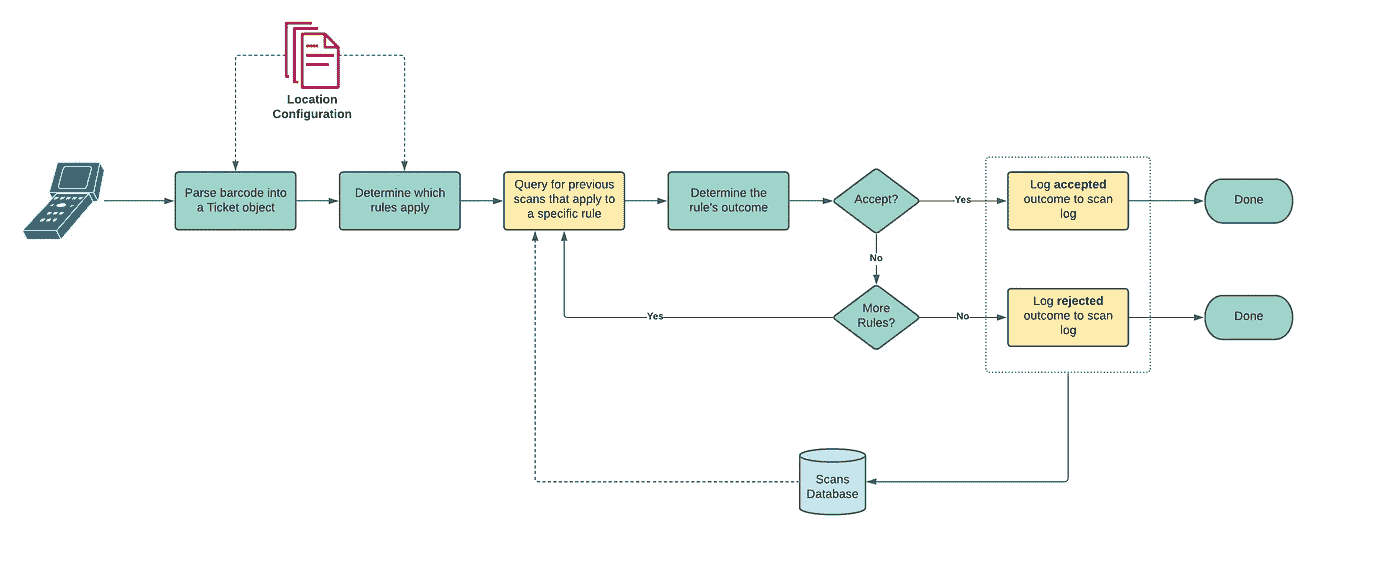 Location
Configuration
Parse barcode into
a Ticket object
Determine which
rules apply
Query for previous
scans that apply to
a specific rule
Determine the
rule's outcome
Accept?
Yes
Log accepted
outcome to scan
log
Done
No
More
Rules?
Yes
No
Log rejected
outcome to scan
log
Done
Scans
Database